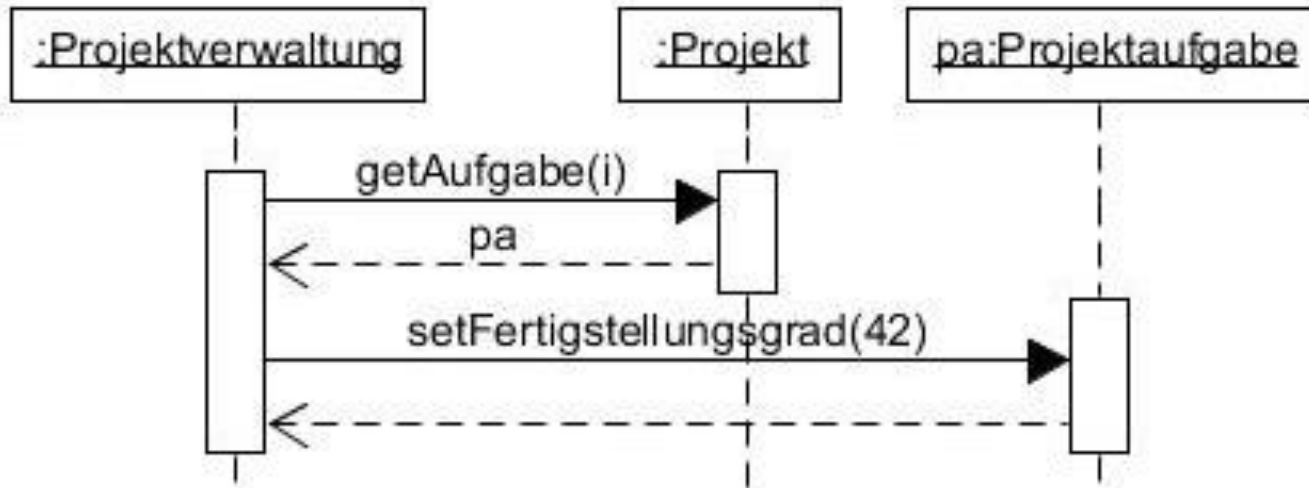 :Projektverwaltung
:Projekt
pa:Projektaufgabe
getAufgabe(i)
pa
setFertigstellungsgrad(42)